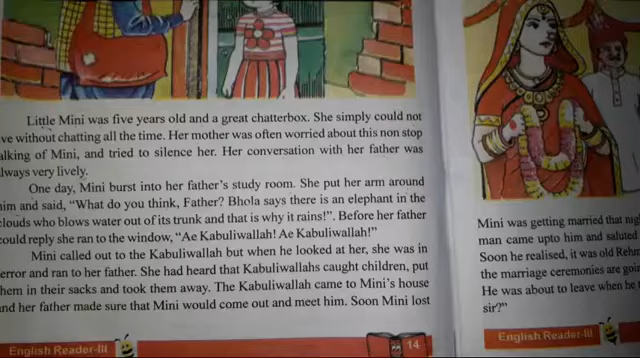 Little Mini was five years old and a great chatterbox. She simply could not
without chatting all the time. Her mother was often worried about this non stop
of Mini, and tried to silence her. Her conversation with her father was
very lively.
One day, Mini burst into her father's study room. She put her arm around
and said, "What do you think, Father? Bhola says there is an elephant in the
clouds who blows water out of its trunk and that is why it rains!". Before her father
could reply she ran to the window, "Ae Kabuliwallah! Ae Kabuliwallah!"
Mini called out to the Kabuliwallah but when he looked at her, she was in
and ran to her father. She had heard that Kabuliwallahs caught children, put
in their sacks and took them away. The Kabuliwallah came to Mini's house
and her father made sure that Mini would come out and meet him. Soon Mini lost
English Reader-III
14
Mini was getting married that
man came upto him and saluted
Soon he realised, it was old
the marriage ceremonies are
He was about to leave when he
sir?"
English Reader-III